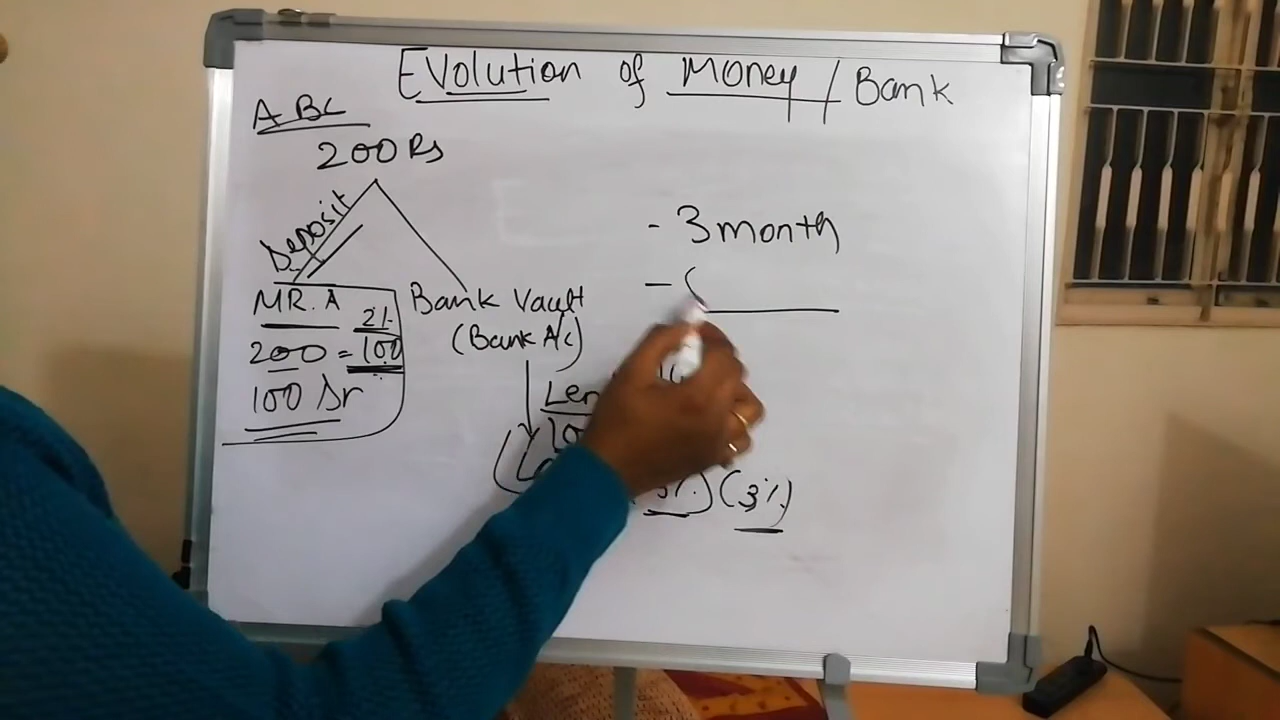 Evolution of Money / Bank
ABC
200 Rs
Deposit
MR. A
2%
200 = 100
100 Dr
Bank Vault
(Bank A/c)
- 3 month
-
(3%)